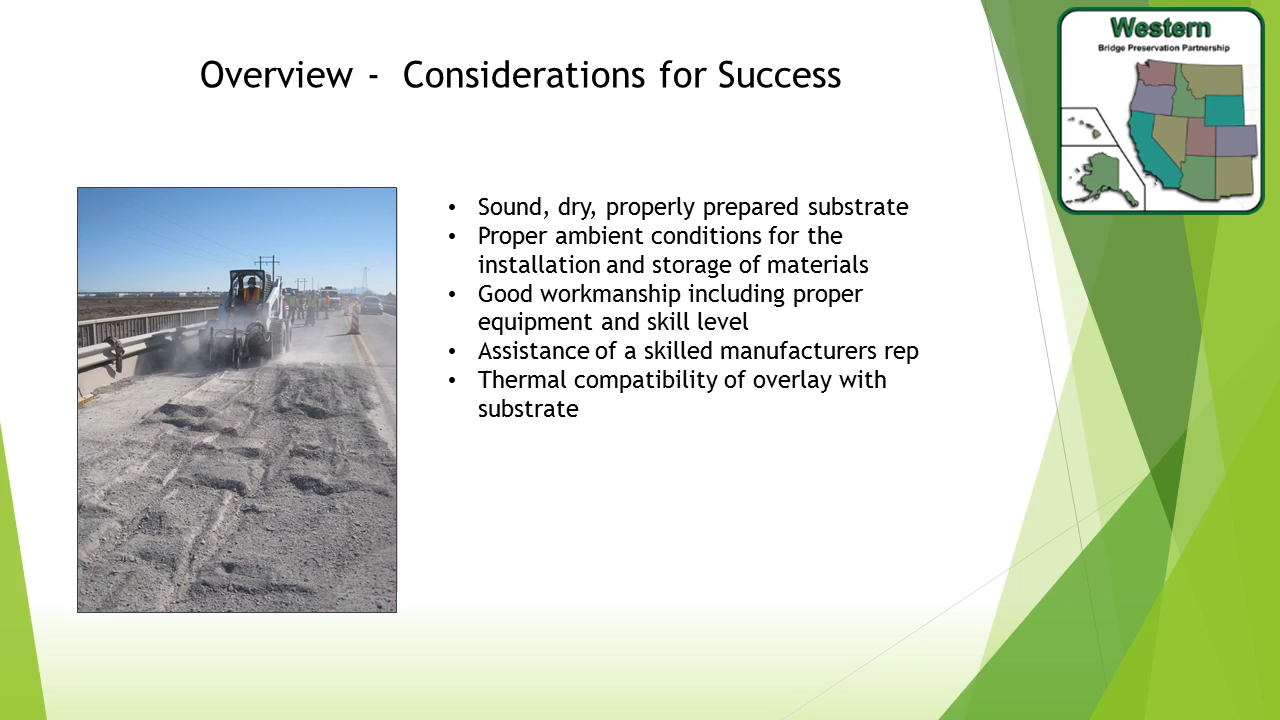 Overview - Considerations for Success
Western
Bridge Preservation Partnership
• Sound, dry, properly prepared substrate
• Proper ambient conditions for the
installation and storage of materials
• Good workmanship including proper
equipment and skill level
• Assistance of a skilled manufacturers rep
• Thermal compatibility of overlay with
substrate